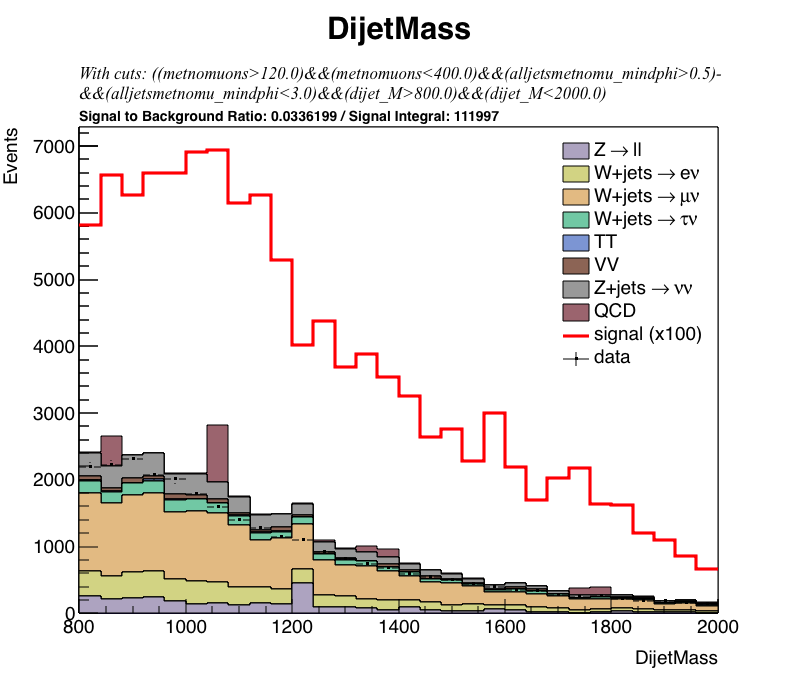 DijetMass
With cuts: ((metnomuons>120.0)&&(metnomuons<400.0)&&(alljetsmetnomu_mindphi>0.5)-
&&(alljetsmetnomu_mindphi<3.0)&&(dijet_M>800.0)&&(dijet_M<2000.0)
Signal to Background Ratio: 0.0336199 / Signal Integral: 111997
Events
7000
6000
5000
4000
3000
2000
1000
0
Z → ll
W+jets → eν
W+jets → μν
W+jets → τν
TT
VV
Z+jets → νν
QCD
signal (x100)
data
800 1000 1200 1400 1600 1800 2000
DijetMass